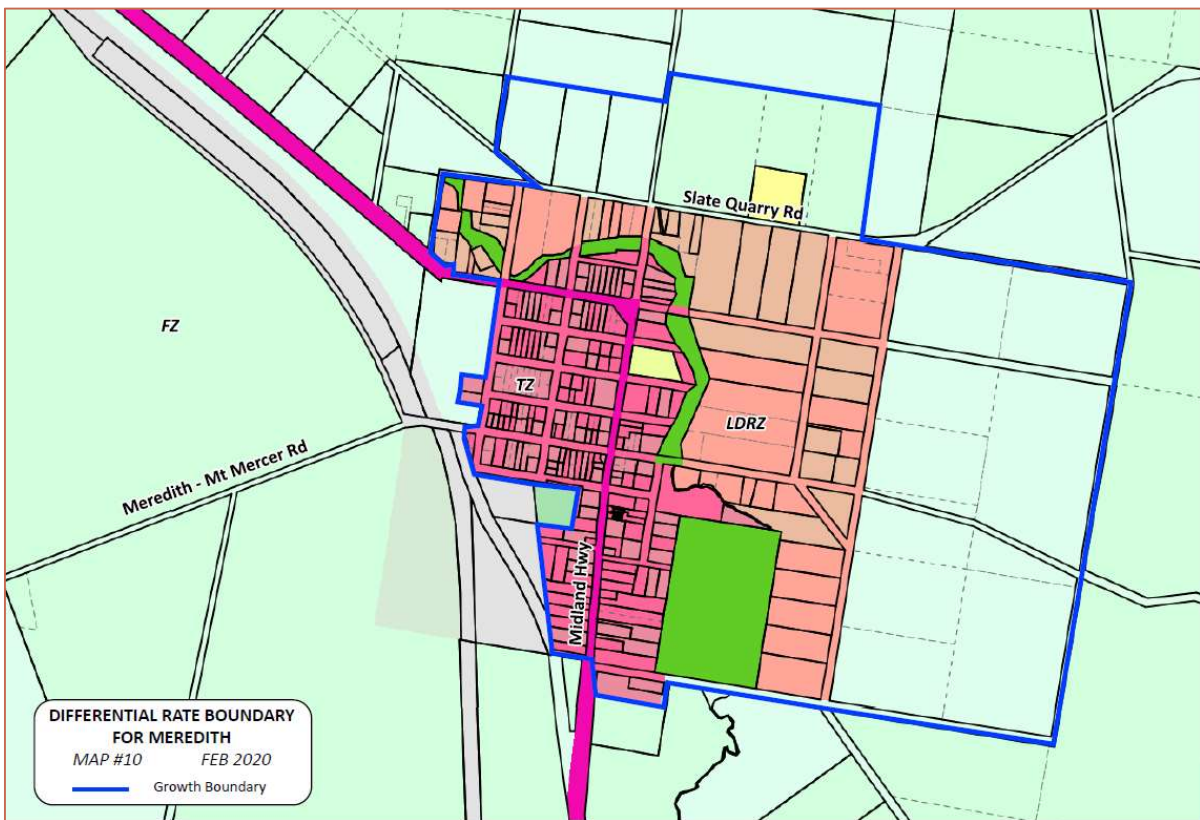 Slate Quarry Rd
FZ
TZ
LDRZ
Meredith - Mt Mercer Rd
Midland Hwy
DIFFERENTIAL RATE BOUNDARY
FOR MEREDITH
MAP #10 FEB 2020
Growth Boundary